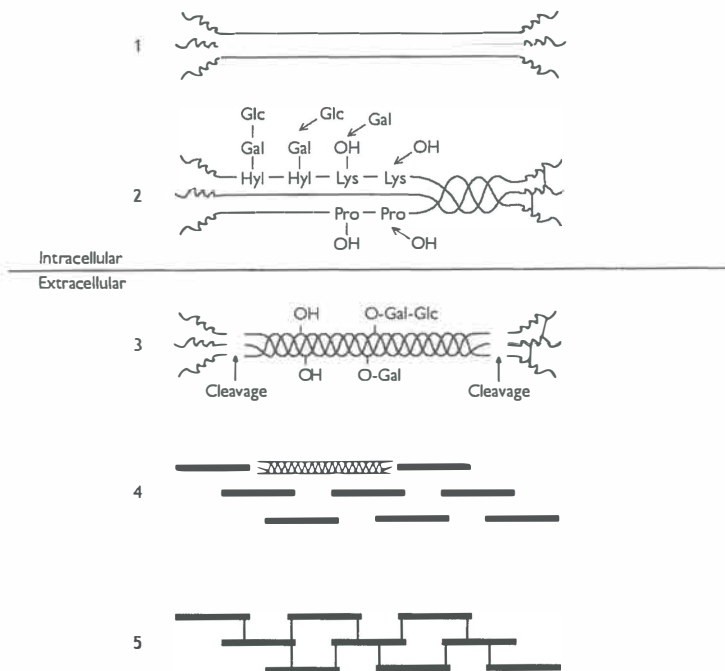 1
Glc Glc Gal
Gal Gal OH OH
Hyl Hyl Lys Lys
2
Pro Pro
OH OH
Intracellular
Extracellular
OH O-Gal-Glc
3
OH O-Gal
Cleavage Cleavage
4
5